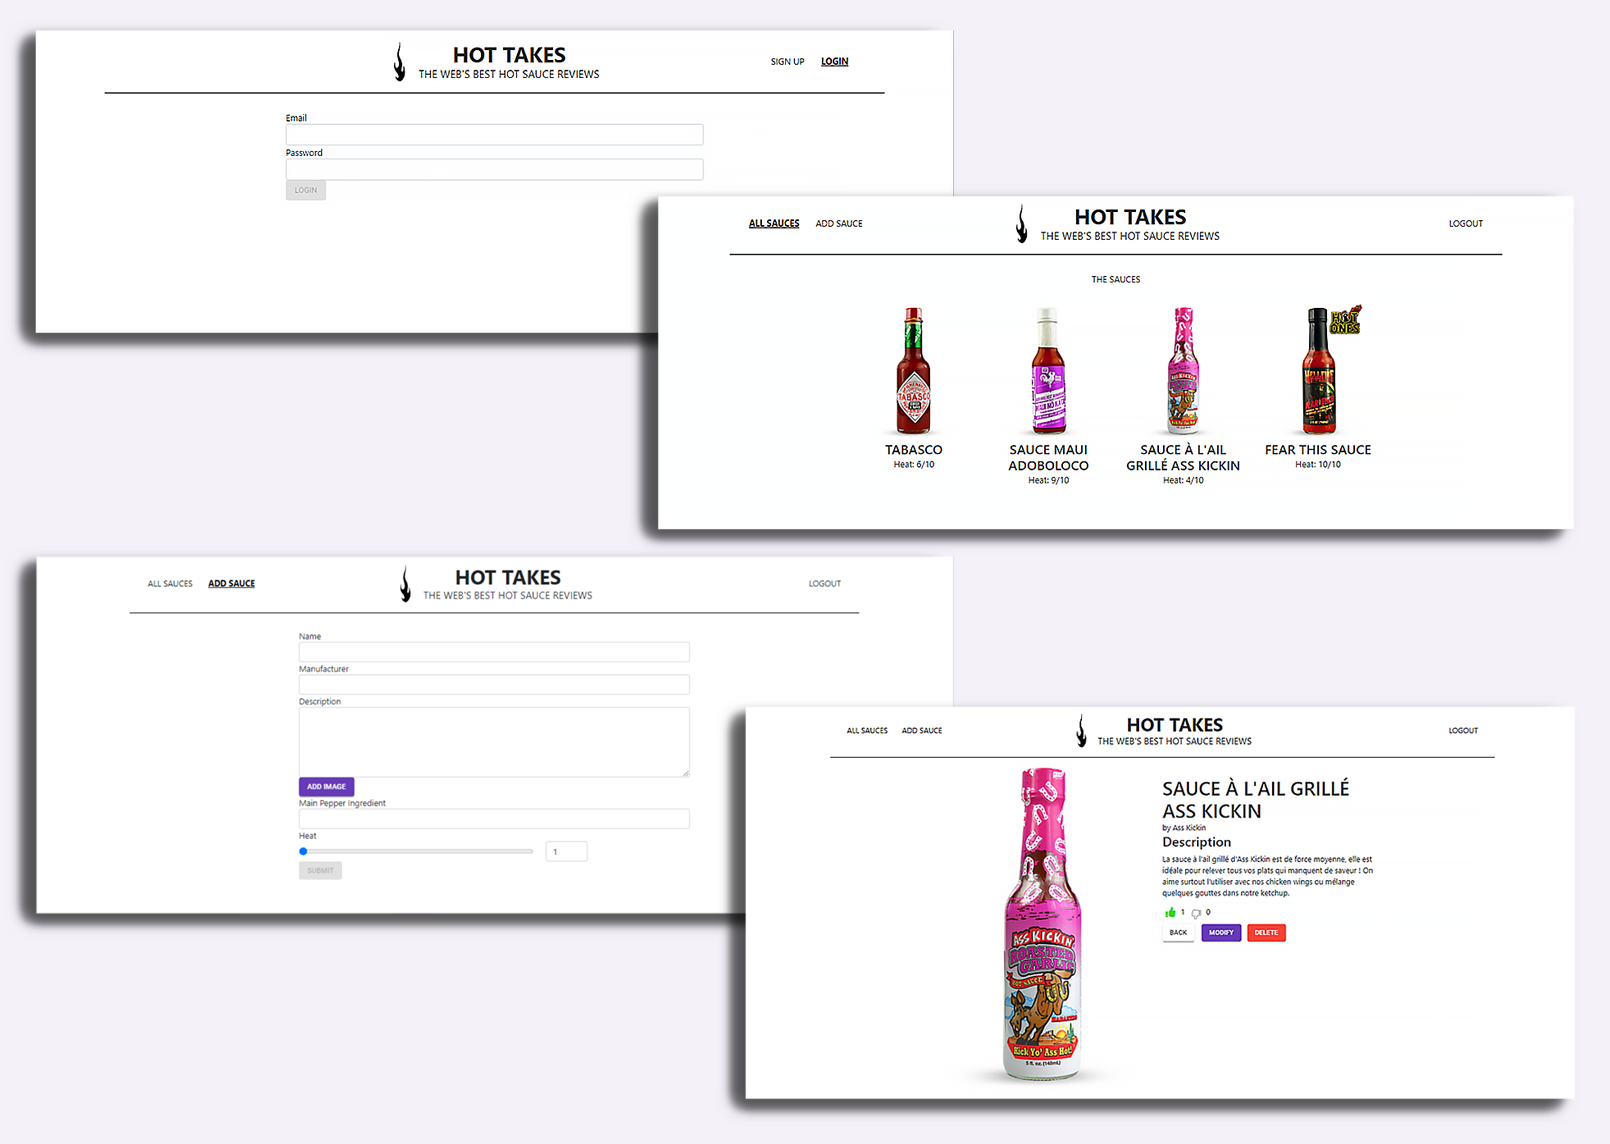 HOT TAKES
THE WEB'S BEST HOT SAUCE REVIEWS
SIGN UP
LOGIN
Email
Password
LOGIN
ALL SAUCES
ADD SAUCE
HOT TAKES
THE WEB'S BEST HOT SAUCE REVIEWS
LOGOUT
THE SAUCES
TABASCO
HOT
ONES
TABASCO
Heat: 6/10
SAUCE MAUI
ADOBOLOCO
Heat: 9/10
SAUCE À L'AIL
GRILLÉ ASS KICKIN
Heat: 4/10
FEAR THIS SAUCE
Heat: 10/10
ALL SAUCES
ADD SAUCE
HOT TAKES
THE WEB'S BEST HOT SAUCE REVIEWS
LOGOUT
Name
Manufacturer
Description
ADD IMAGE
Main Pepper Ingredient
Heat
1
SUBMIT
ALL SAUCES
ADD SAUCE
HOT TAKES
THE WEB'S BEST HOT SAUCE REVIEWS
LOGOUT
SAUCE À L'AIL GRILLÉ
ASS KICKIN
by Ass Kickin
Description
La sauce à l'ail grillé d'Ass Kickin est de force moyenne, elle est
idéale pour relever tous vos plats qui manquent de saveur ! On
aime surtout l'utiliser avec nos chicken wings ou mélange
quelques gouttes dans notre ketchup.
1
0
BACK
MODIFY
DELETE
ASS KICKIN'
ROASTED
GARLIC
HOT SAUCE
Kick Yo' Ass Hot!
5 fl. oz. (148mL)